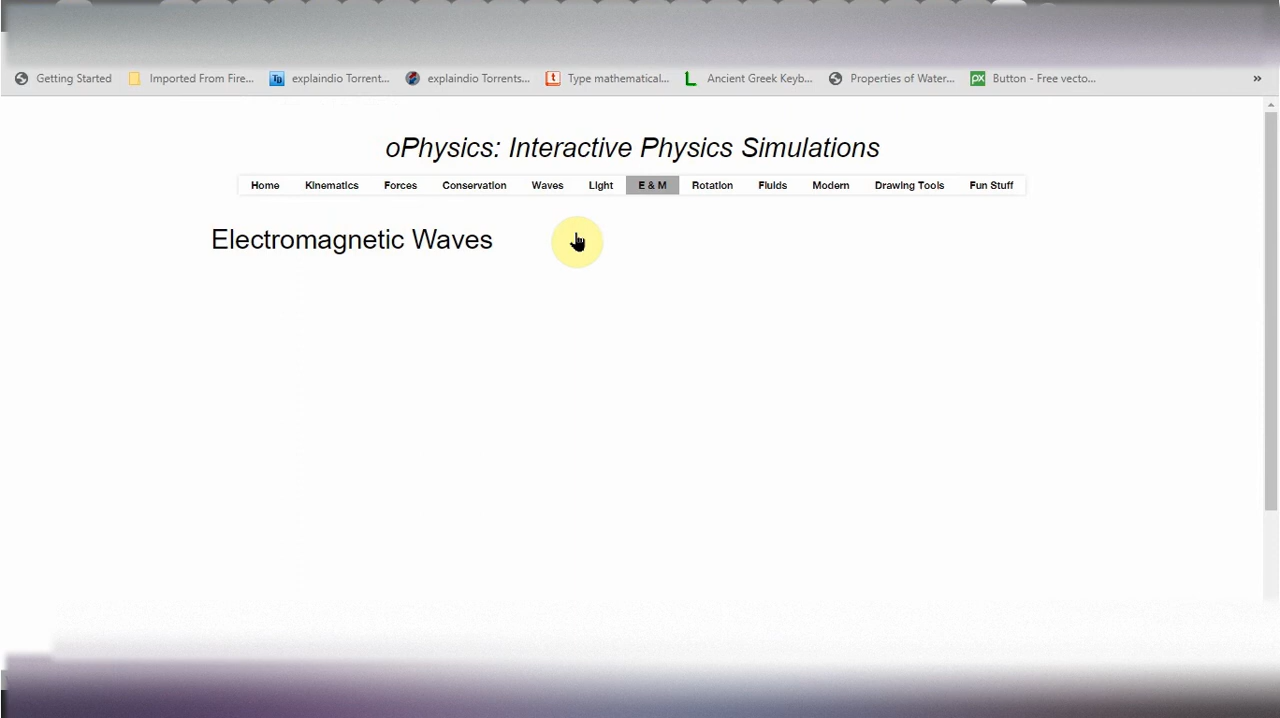 Getting Started Imported From Fire... explaindio Torrent... explaindio Torrents... Type mathematical... Ancient Greek Keyb... Properties of Water... Button - Free vecto... »
oPhysics: Interactive Physics Simulations
Home Kinematics Forces Conservation Waves Light E & M Rotation Fluids Modern Drawing Tools Fun Stuff
Electromagnetic Waves